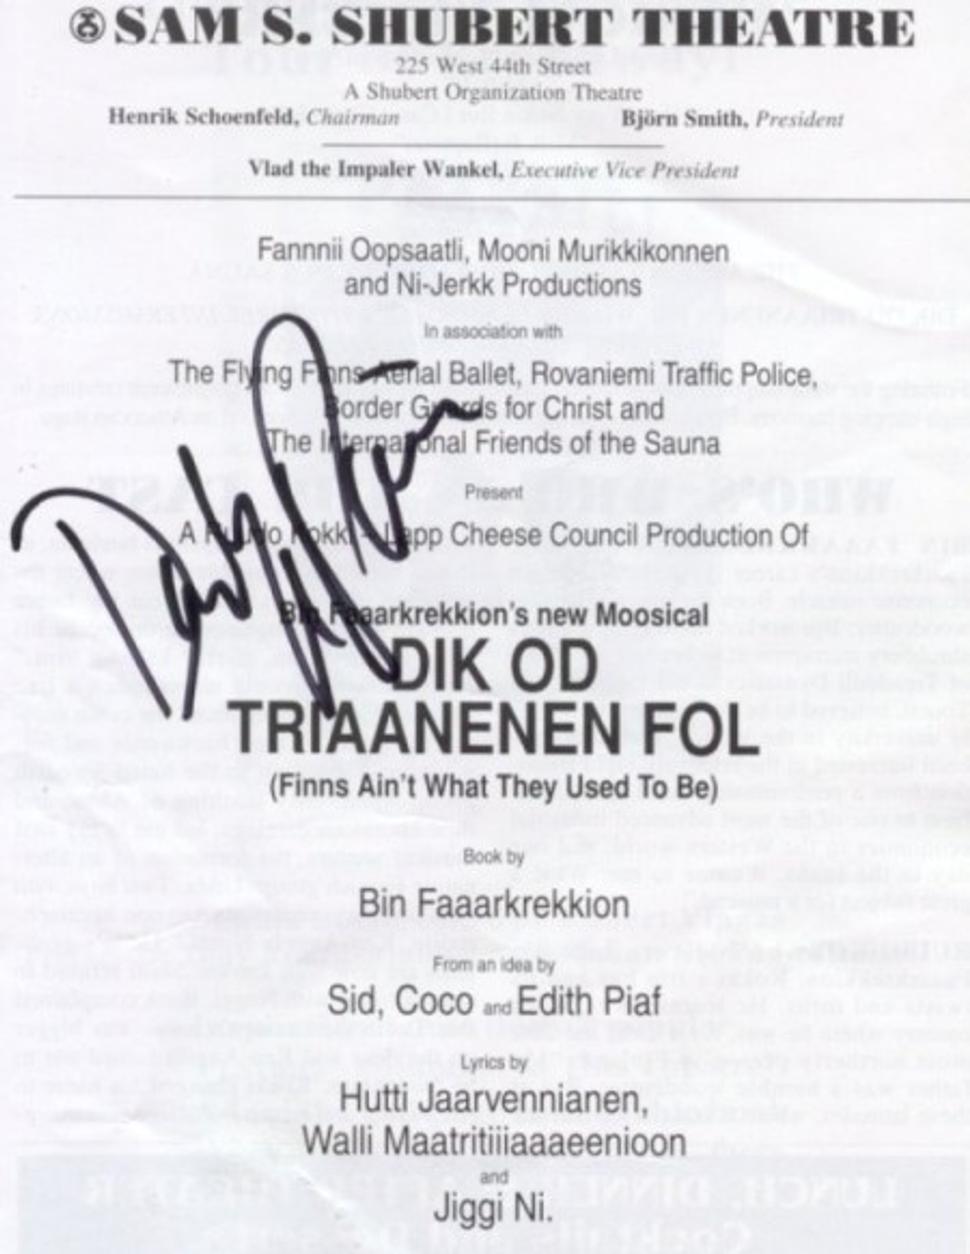 SAM S. SHUBERT THEATRE
225 West 44th Street
A Shubert Organization Theatre
Henrik Schoenfeld, Chairman Björn Smith, President
Vlad the Impaler Wankel, Executive Vice President
Fannnii Oopsaatli, Mooni Murikkikonnen
and Ni-Jerkk Productions
In association with
The Flying Finns Aerial Ballet, Rovaniemi Traffic Police,
Border Guards for Christ and
The International Friends of the Sauna
Present
A Lapp Cheese Council Production Of
Bin Faaarkrekkion's new Moosical
DIK OD
TRIAANENEN FOL
(Finns Ain't What They Used To Be)
Book by
Bin Faaarkrekkion
From an idea by
Sid, Coco and Edith Piaf
Lyrics by
Hutti Jaarvennianen,
Walli Maatritiiiaaaeenioon
and
Jiggi Ni.